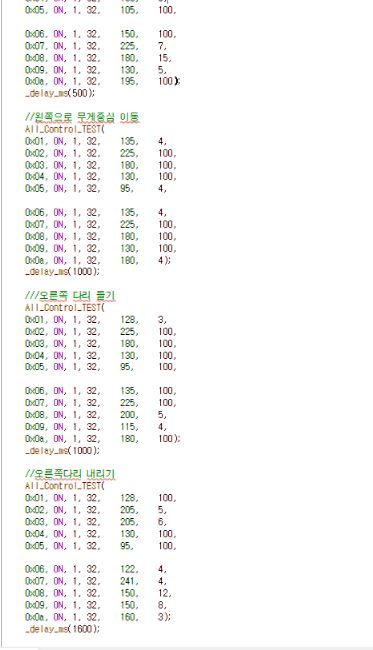 0x05, ON, 1, 32, 105, 100,
0x06, ON, 1, 32, 150, 100,
0x07, ON, 1, 32, 225, 7,
0x08, ON, 1, 32, 180, 15,
0x09, ON, 1, 32, 130, 5,
0x0a, ON, 1, 32, 195, 100);
_delay_ms(500);
//왼쪽으로 무게중심 이동
All_Control_TEST(
0x01, ON, 1, 32, 135, 4,
0x02, ON, 1, 32, 225, 100,
0x03, ON, 1, 32, 180, 100,
0x04, ON, 1, 32, 130, 100,
0x05, ON, 1, 32, 95, 4,
0x06, ON, 1, 32, 135, 4,
0x07, ON, 1, 32, 225, 100,
0x08, ON, 1, 32, 180, 100,
0x09, ON, 1, 32, 130, 100,
0x0a, ON, 1, 32, 180, 4);
_delay_ms(1000);
///오른쪽 다리 들기
All_Control_TEST(
0x01, ON, 1, 32, 128, 3,
0x02, ON, 1, 32, 225, 100,
0x03, ON, 1, 32, 180, 100,
0x04, ON, 1, 32, 130, 100,
0x05, ON, 1, 32, 95, 100,
0x06, ON, 1, 32, 135, 100,
0x07, ON, 1, 32, 225, 100,
0x08, ON, 1, 32, 200, 5,
0x09, ON, 1, 32, 115, 4,
0x0a, ON, 1, 32, 180, 100);
_delay_ms(1000);
//오른쪽다리 내리기
All_Control_TEST(
0x01, ON, 1, 32, 128, 100,
0x02, ON, 1, 32, 205, 5,
0x03, ON, 1, 32, 205, 6,
0x04, ON, 1, 32, 130, 100,
0x05, ON, 1, 32, 95, 100,
0x06, ON, 1, 32, 122, 4,
0x07, ON, 1, 32, 241, 4,
0x08, ON, 1, 32, 150, 12,
0x09, ON, 1, 32, 150, 8,
0x0a, ON, 1, 32, 160, 3);
_delay_ms(1600);